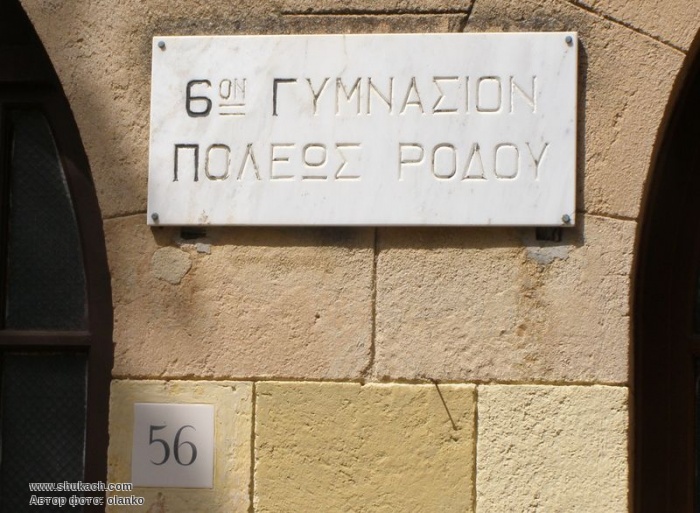 6ον ΓΥΜΝΑΣΙΟΝ
ΠΟΛΕΩΣ ΡΟΔΟΥ
56
www.shukach.com
Автор фото: olanko